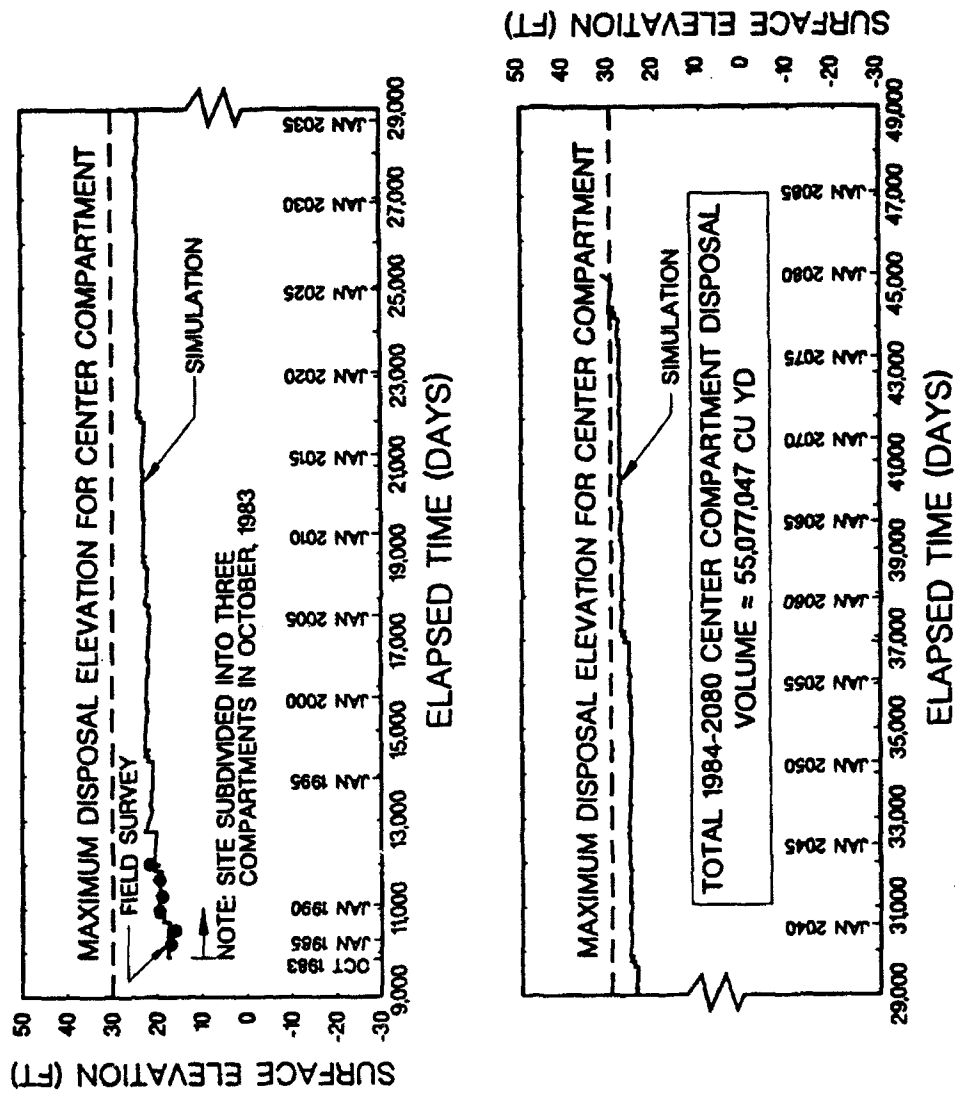 SURFACE ELEVATION (FT)
50
40
30
20
10
0
-10
-20
-30
MAXIMUM DISPOSAL ELEVATION FOR CENTER COMPARTMENT
FIELD SURVEY
SIMULATION
NOTE: SITE SUBDIVIDED INTO THREE
COMPARTMENTS IN OCTOBER, 1983
OCT 1983
JAN 1985
JAN 1990
JAN 1995
JAN 2000
JAN 2005
JAN 2010
JAN 2015
JAN 2020
JAN 2025
JAN 2030
JAN 2035
9,000 11,000 13,000 15,000 17,000 19,000 21,000 23,000 25,000 27,000 29,000
ELAPSED TIME (DAYS)
MAXIMUM DISPOSAL ELEVATION FOR CENTER COMPARTMENT
SIMULATION
TOTAL 1984-2080 CENTER COMPARTMENT DISPOSAL
VOLUME = 55,077,047 CU YD
JAN 2040
JAN 2045
JAN 2050
JAN 2055
JAN 2060
JAN 2065
JAN 2070
JAN 2075
JAN 2080
JAN 2085
29,000 31,000 33,000 35,000 37,000 39,000 41,000 43,000 45,000 47,000 49,000
ELAPSED TIME (DAYS)
50
40
30
20
10
0
-10
-20
-30
SURFACE ELEVATION (FT)